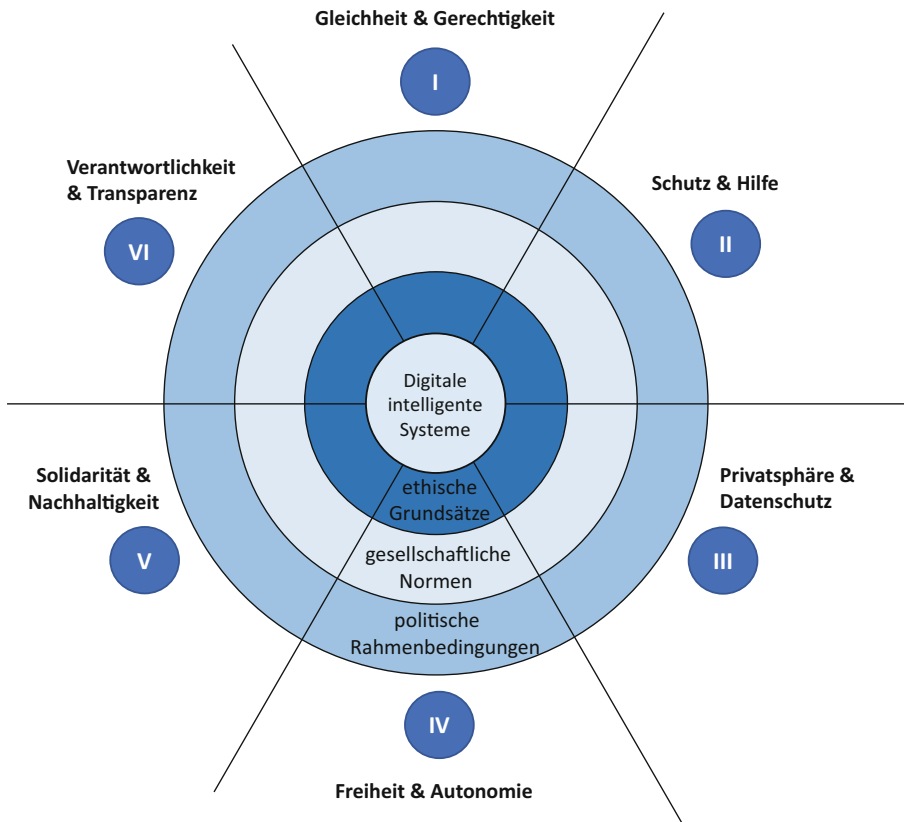 Gleichheit & Gerechtigkeit
I
Verantwortlichkeit
& Transparenz
VI
Schutz & Hilfe
II
Digitale
intelligente
Systeme
ethische
Grundsätze
gesellschaftliche
Normen
politische
Rahmenbedingungen
Solidarität &
Nachhaltigkeit
V
Privatsphäre &
Datenschutz
III
IV
Freiheit & Autonomie